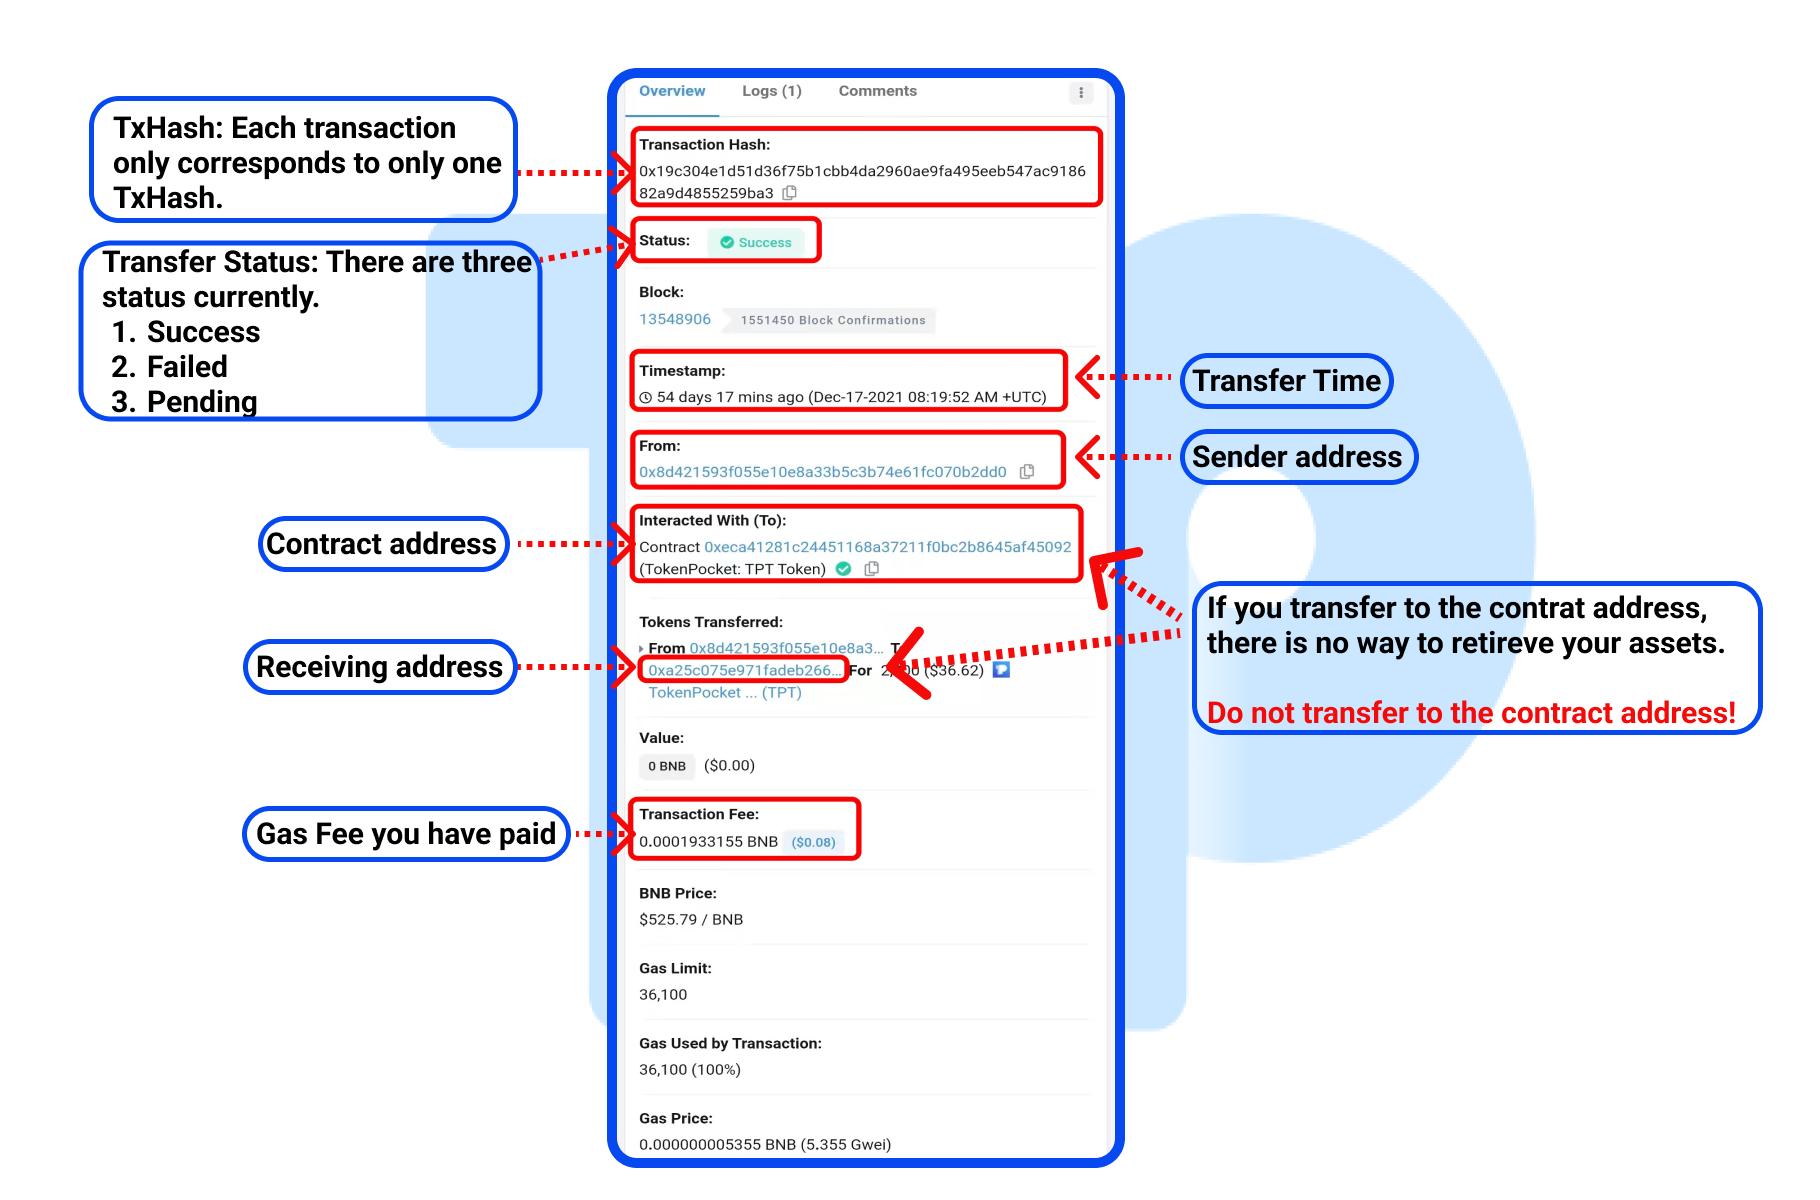 Overview Logs (1) Comments
TxHash: Each transaction
only corresponds to only one
TxHash.
Transaction Hash:
0x19c304e1d51d36f75b1cbb4da2960ae9fa495eeb547ac9186
82a9d4855259ba3
Transfer Status: There are three
status currently.
1. Success
2. Failed
3. Pending
Status: Success
Block:
13548906 1551450 Block Confirmations
Timestamp:
54 days 17 mins ago (Dec-17-2021 08:19:52 AM +UTC)
Transfer Time
From:
0x8d421593f055e10e8a33b5c3b74e61fc070b2dd0
Sender address
Contract address
Interacted With (To):
Contract 0xeca41281c24451168a37211f0bc2b8645af45092
(TokenPocket: TPT Token)
If you transfer to the contrat address,
there is no way to retireve your assets.
Do not transfer to the contract address!
Receiving address
Tokens Transferred:
From 0x8d421593f055e10e8a3...
0xa25c075e971fadeb266... For ($36.62)
TokenPocket ... (TPT)
Value:
0 BNB ($0.00)
Gas Fee you have paid
Transaction Fee:
0.0001933155 BNB ($0.08)
BNB Price:
$525.79 / BNB
Gas Limit:
36,100
Gas Used by Transaction:
36,100 (100%)
Gas Price:
0.000000005355 BNB (5.355 Gwei)